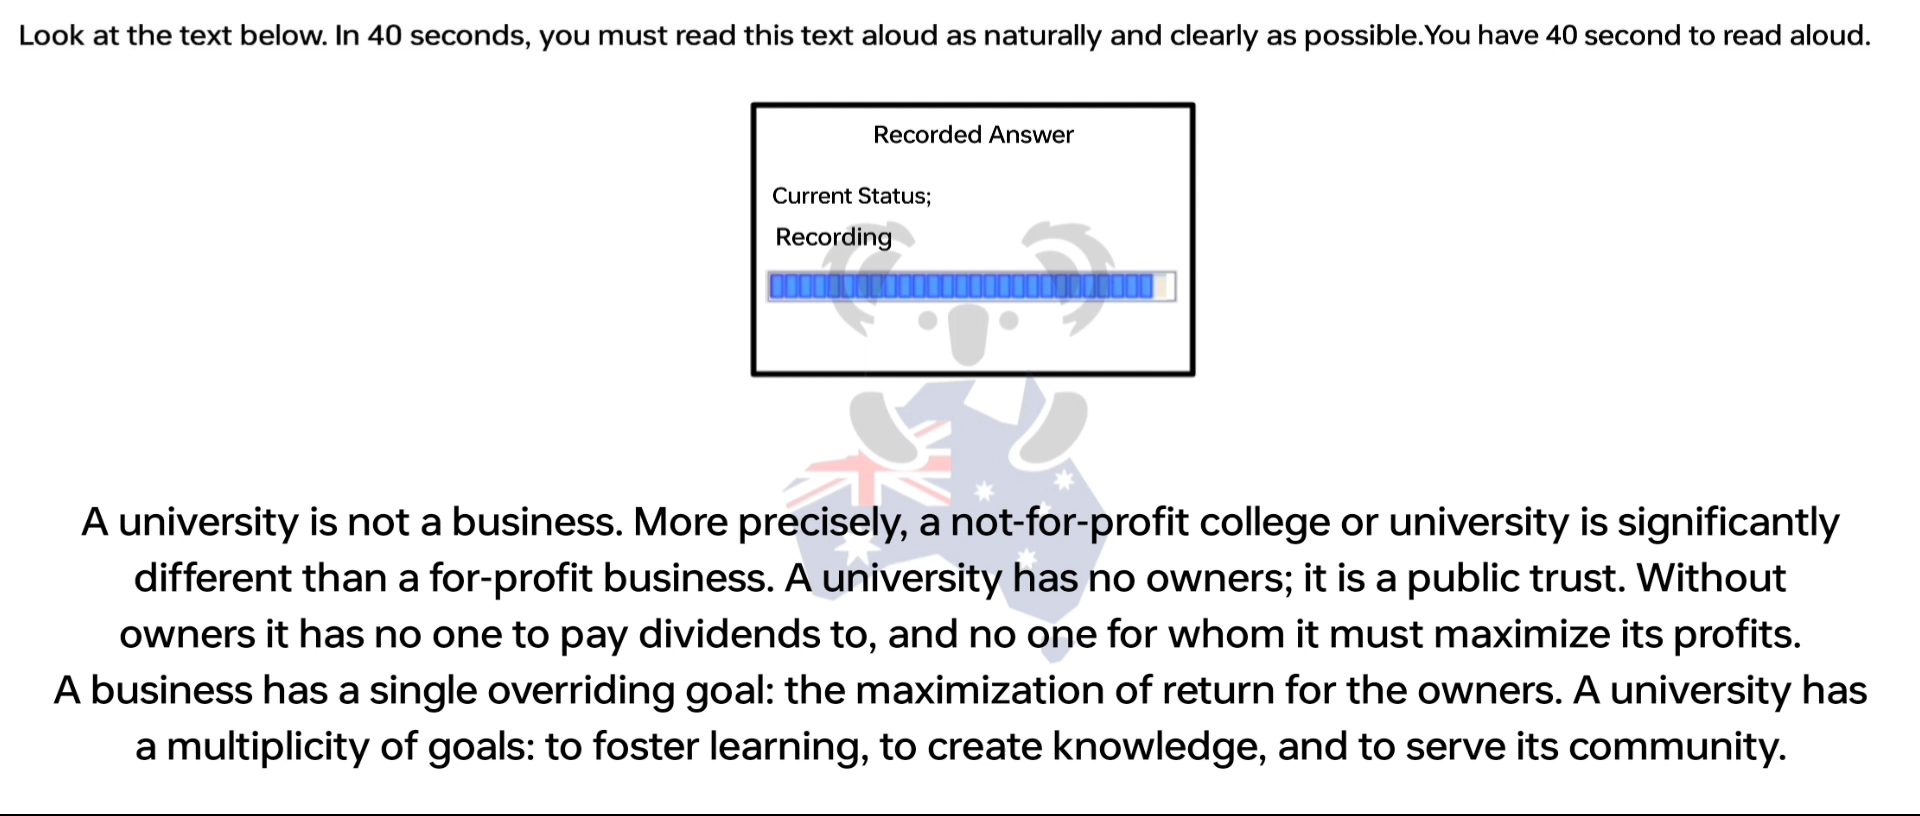 Look at the text below. In 40 seconds, you must read this text aloud as naturally and clearly as possible.You have 40 second to read aloud.
Recorded Answer
Current Status;
Recording
A university is not a business. More precisely, a not-for-profit college or university is significantly
different than a for-profit business. A university has no owners; it is a public trust. Without
owners it has no one to pay dividends to, and no one for whom it must maximize its profits.
A business has a single overriding goal: the maximization of return for the owners. A university has
a multiplicity of goals: to foster learning, to create knowledge, and to serve its community.